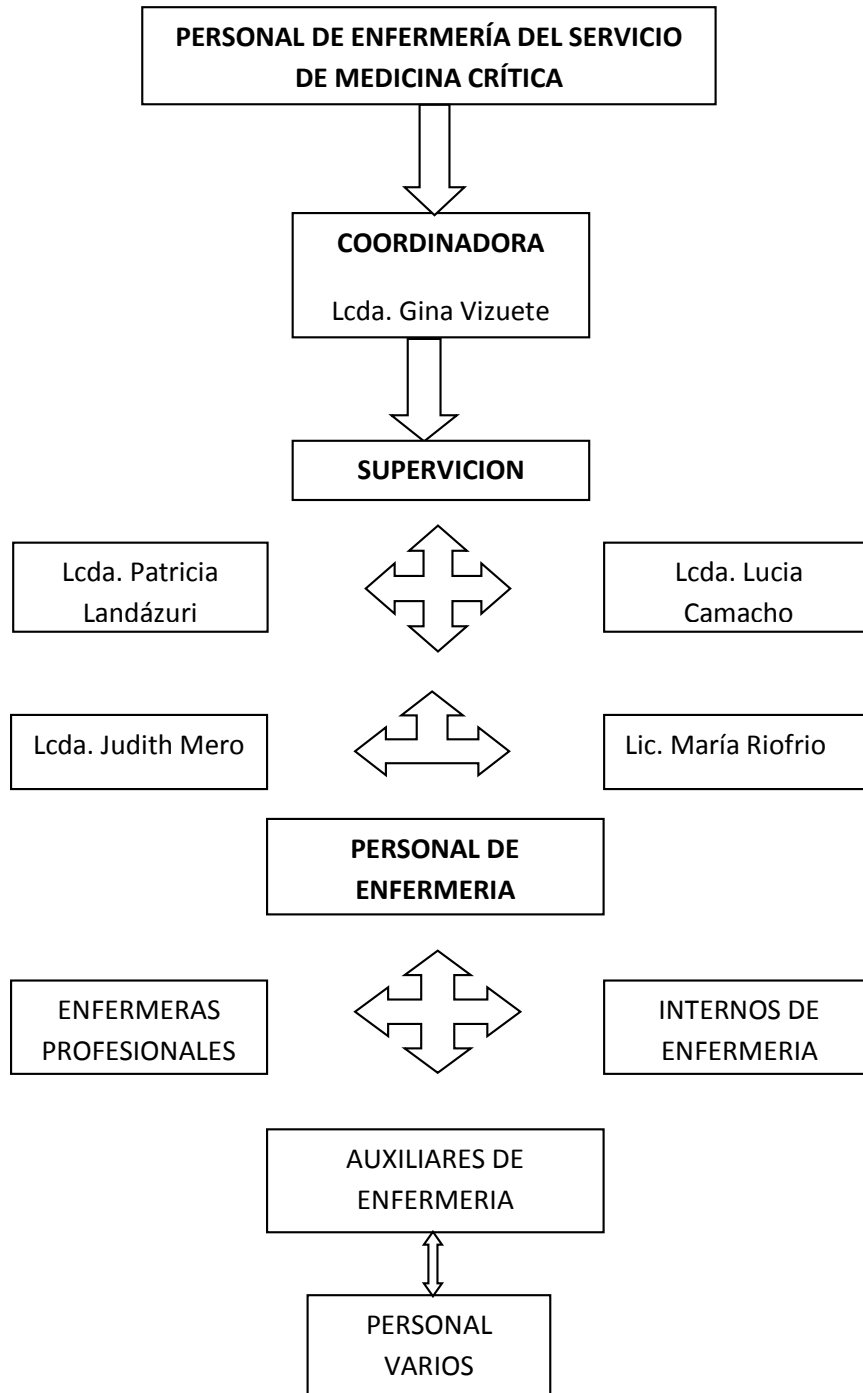 PERSONAL DE ENFERMERÍA DEL SERVICIO
DE MEDICINA CRÍTICA
COORDINADORA
Lcda. Gina Vizuete
SUPERVICION
Lcda. Patricia
Landázuri
Lcda. Lucia
Camacho
Lcda. Judith Mero
Lic. María Riofrio
PERSONAL DE
ENFERMERIA
ENFERMERAS
PROFESIONALES
INTERNOS DE
ENFERMERIA
AUXILIARES DE
ENFERMERIA
PERSONAL
VARIOS